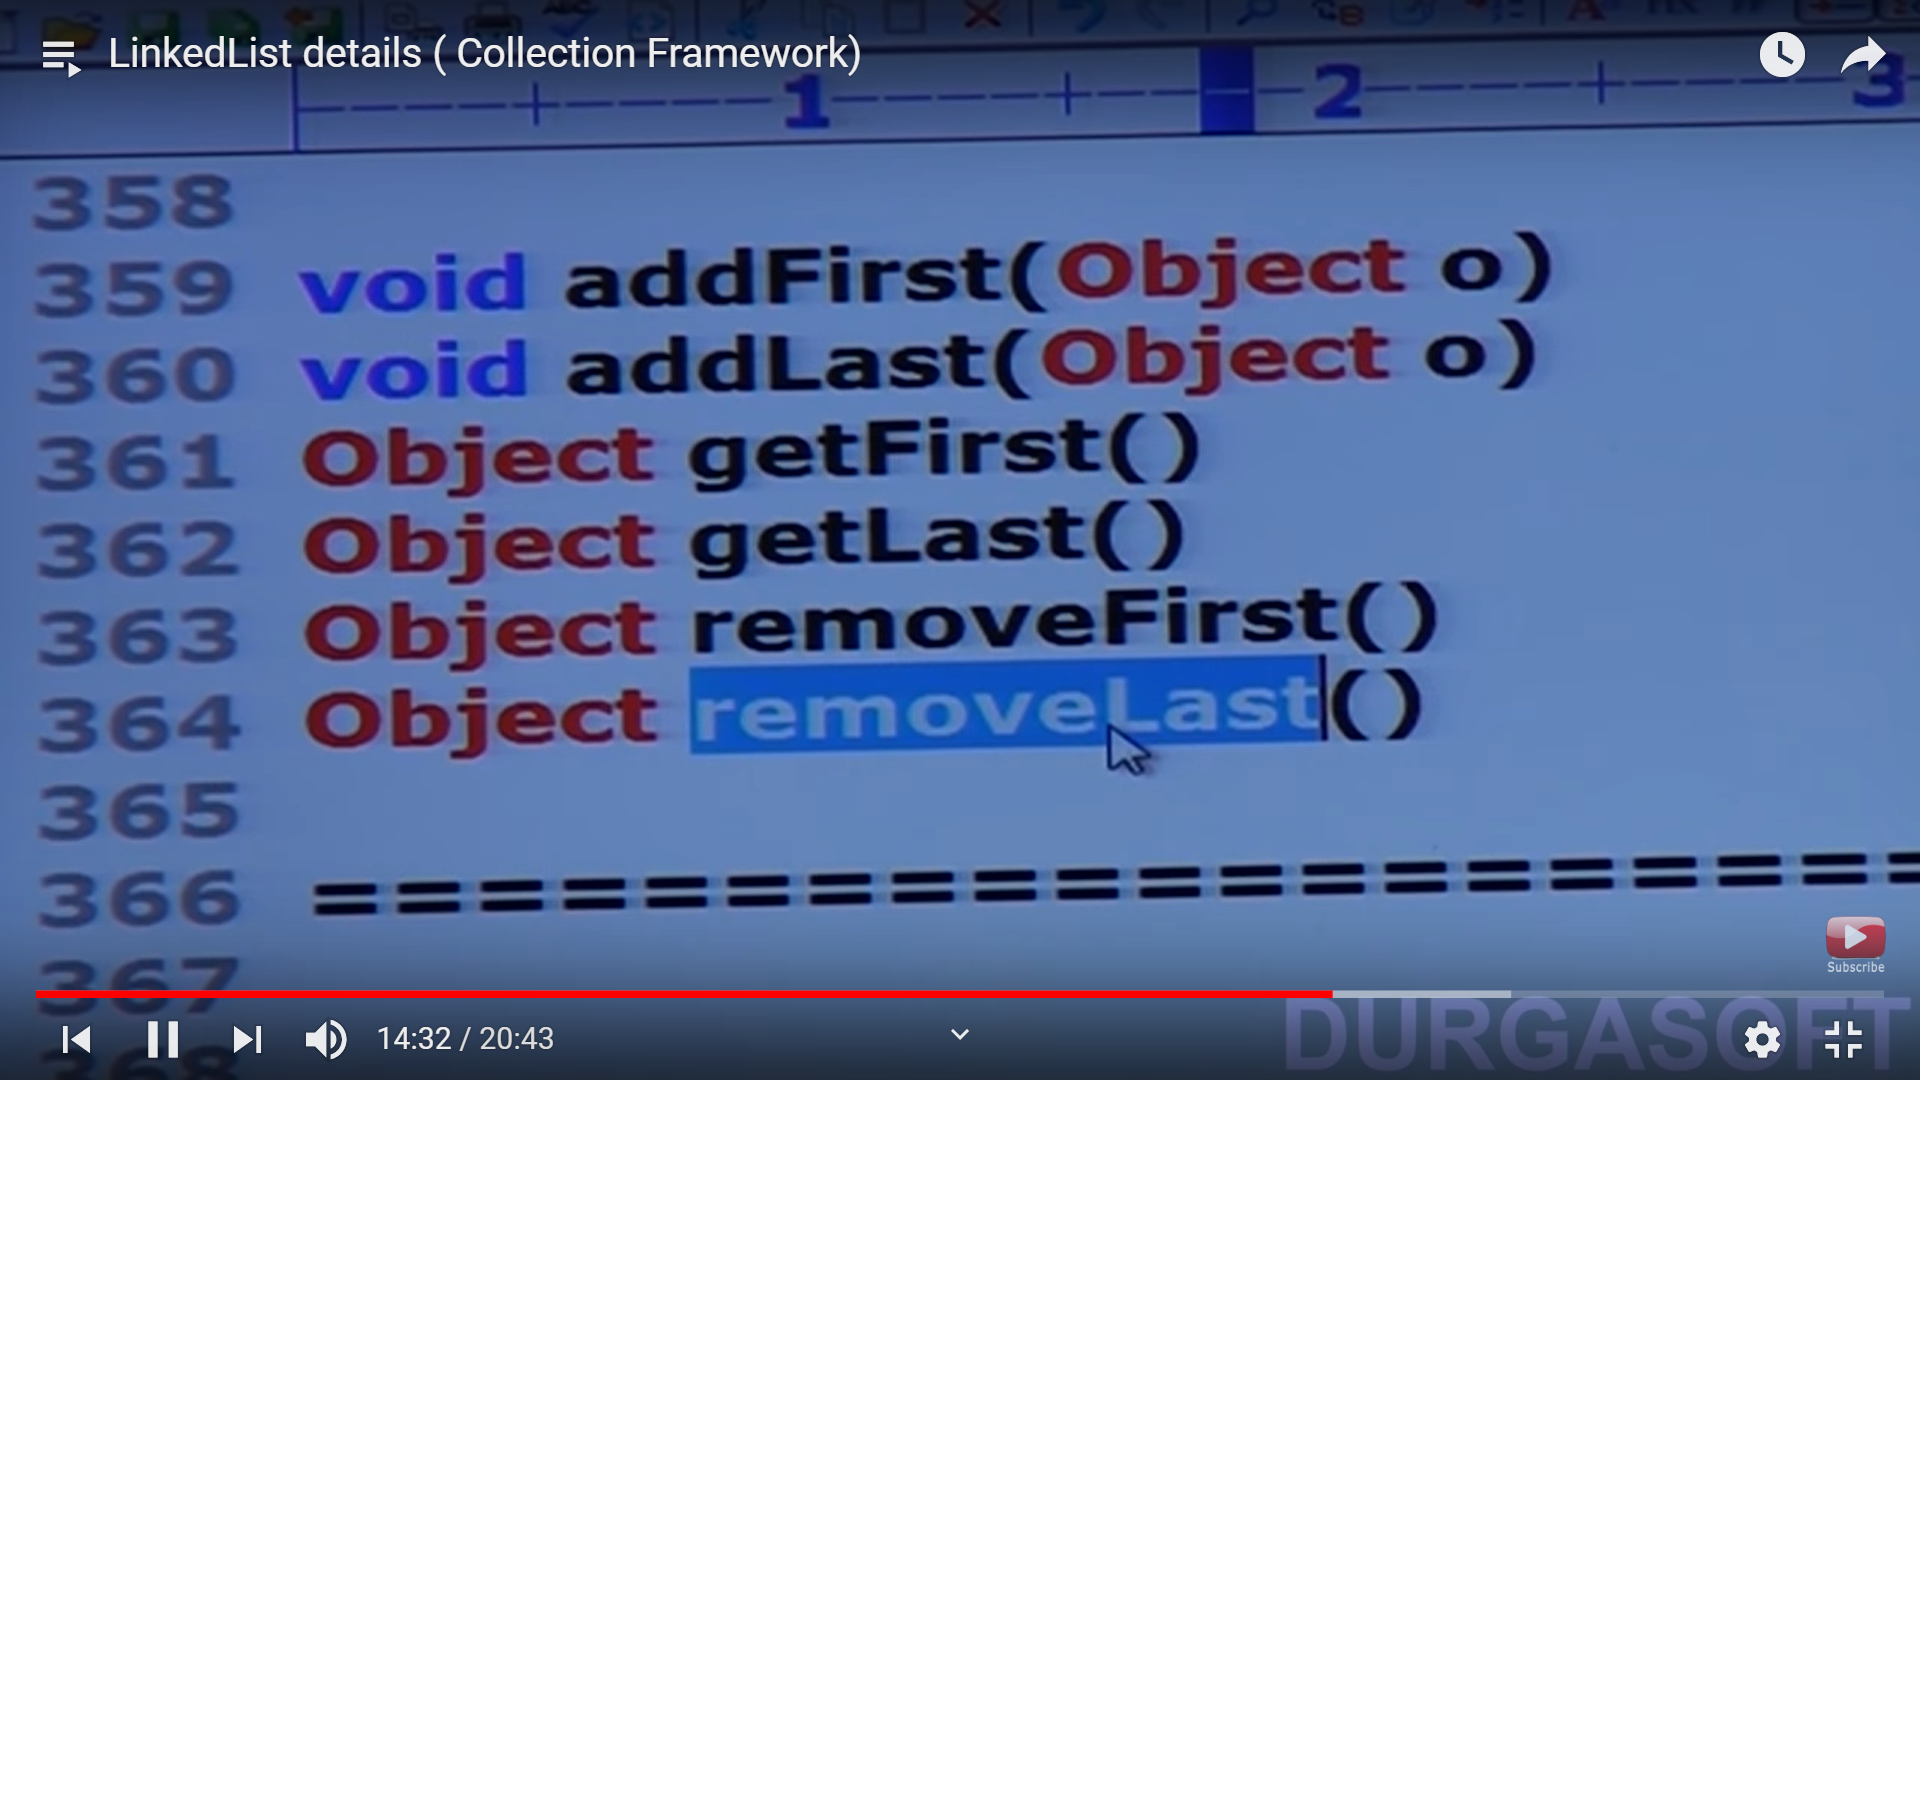 LinkedList details ( Collection Framework)
1 2 3
358
359 void addFirst(Object o)
360 void addLast(Object o)
361 Object getFirst()
362 Object getLast()
363 Object removeFirst()
364 Object removeLast()
365
366 ====================
367
368
Subscribe
14:32 / 20:43
DURGASOFT